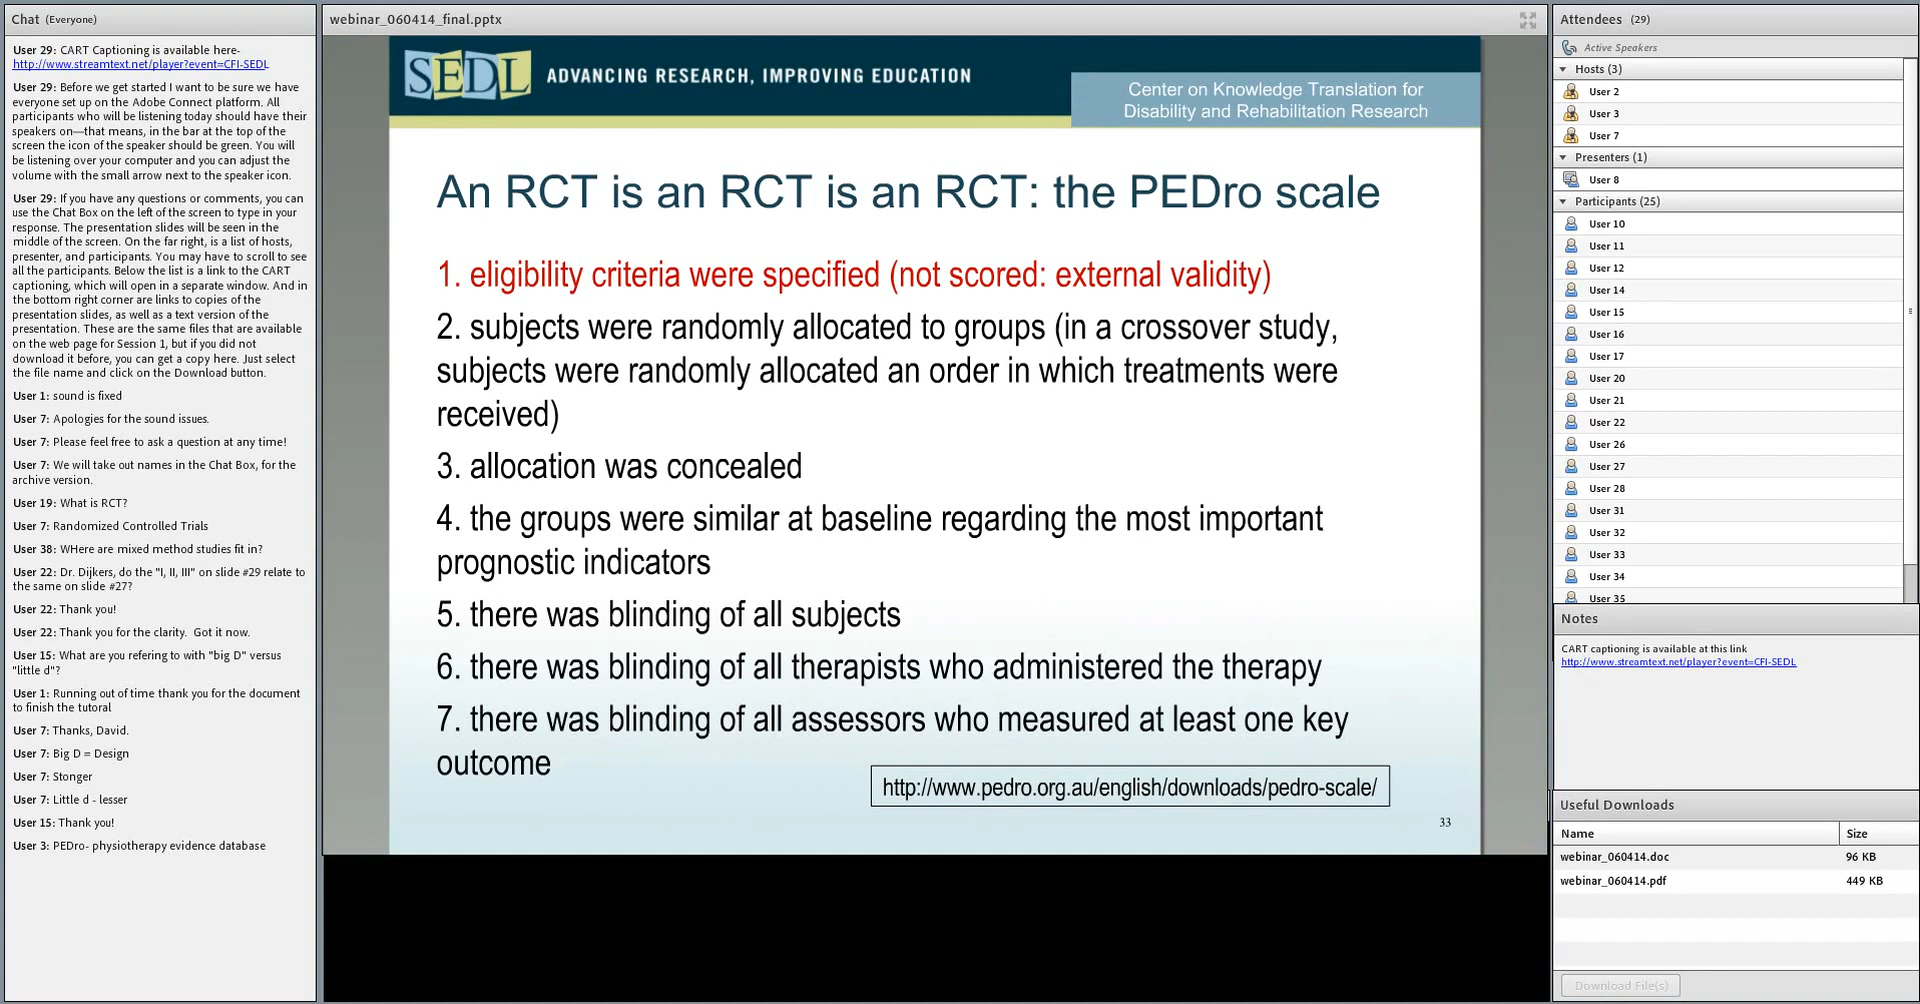 Chat (Everyone)
User 29: CART Captioning is available here-
http://www.streamtext.net/player?event=CFI-SEDL
User 29: Before we get started I want to be sure we have
everyone set up on the Adobe Connect platform. All
participants who will be listening today should have their
speakers on—that means, in the bar at the top of the
screen the icon of the speaker should be green. You will
be listening over your computer and you can adjust the
volume with the small arrow next to the speaker icon.
User 29: If you have any questions or comments, you can
use the Chat Box on the left of the screen to type in your
response. The presentation slides will be seen in the
middle of the screen. On the far right, is a list of hosts,
presenter, and participants. You may have to scroll to see
all the participants. Below the list is a link to the CART
captioning, which will open in a separate window. And in
the bottom right corner are links to copies of the
presentation slides, as well as a text version of the
presentation. These are the same files that are available
on the web page for Session 1, but if you did not
download it before, you can get a copy here. Just select
the file name and click on the Download button.
User 1: sound is fixed
User 7: Apologies for the sound issues.
User 7: Please feel free to ask a question at any time!
User 7: We will take out names in the Chat Box, for the
archive version.
User 19: What is RCT?
User 7: Randomized Controlled Trials
User 38: WHere are mixed method studies fit in?
User 22: Dr. Dijkers, do the "I, II, III" on slide #29 relate to
the same on slide #27?
User 22: Thank you!
User 22: Thank you for the clarity. Got it now.
User 15: What are you refering to with "big D" versus
"little d"?
User 1: Running out of time thank you for the document
to finish the tutoral
User 7: Thanks, David.
User 7: Big D = Design
User 7: Stonger
User 7: Little d - lesser
User 15: Thank you!
User 3: PEDro- physiotherapy evidence database
webinar_060414_final.pptx
SEDL ADVANCING RESEARCH, IMPROVING EDUCATION
Center on Knowledge Translation for
Disability and Rehabilitation Research
An RCT is an RCT is an RCT: the PEDro scale
1. eligibility criteria were specified (not scored: external validity)
2. subjects were randomly allocated to groups (in a crossover study,
subjects were randomly allocated an order in which treatments were
received)
3. allocation was concealed
4. the groups were similar at baseline regarding the most important
prognostic indicators
5. there was blinding of all subjects
6. there was blinding of all therapists who administered the therapy
7. there was blinding of all assessors who measured at least one key
outcome
http://www.pedro.org.au/english/downloads/pedro-scale/
33
Attendees (29)
Active Speakers
Hosts (3)
User 2
User 3
User 7
Presenters (1)
User 8
Participants (25)
User 10
User 11
User 12
User 14
User 15
User 16
User 17
User 20
User 21
User 22
User 26
User 27
User 28
User 31
User 32
User 33
User 34
User 35
Notes
CART captioning is available at this link
http://www.streamtext.net/player?event=CFI-SEDL
Useful Downloads
Name Size
webinar_060414.doc 96 KB
webinar_060414.pdf 449 KB
Download File(s)